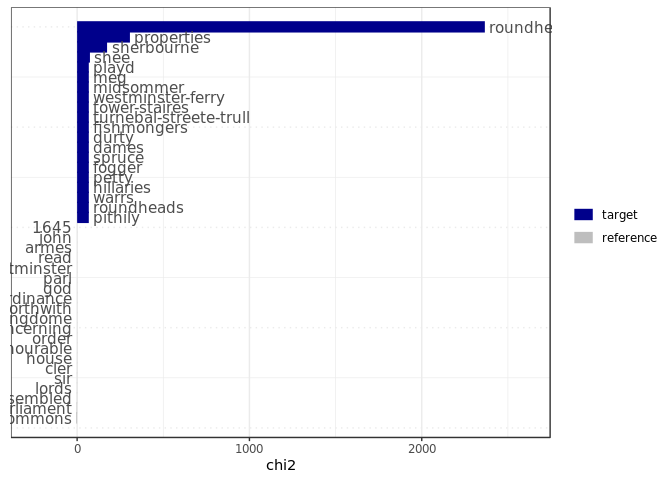 roundhe
properties
sherbourne
shee
playd
meg
midsommer
westminster-ferry
tower-staires
turnebal-streete-trull
fishmongers
durty
dames
spruce
fogger
petty
hillaries
warrs
roundheads
pithily
1645
john
armes
read
tminster
parl
god
rdinance
orthwith
ngdome
ncerning
order
nourable
house
cler
sir
lords
sembled
rliament
ommons
0
1000
2000
chi2
target
reference